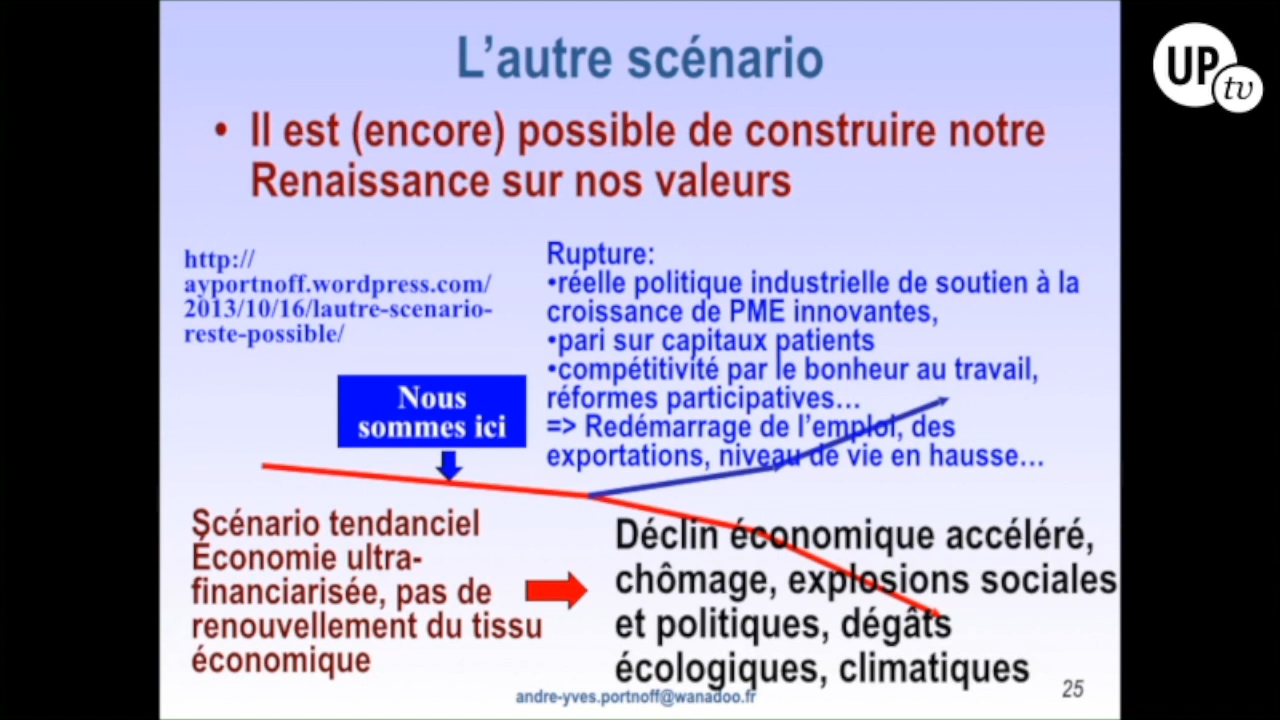 L'autre scénario
• Il est (encore) possible de construire notre
Renaissance sur nos valeurs
http://
ayportnoff.wordpress.com/
2013/10/16/lautre-scenario-
reste-possible/
Rupture:
•réelle politique industrielle de soutien à la
croissance de PME innovantes,
•pari sur capitaux patients
•compétitivité par le bonheur au travail,
réformes participatives…
=> Redémarrage de l'emploi, des
exportations, niveau de vie en hausse…
Nous
sommes ici
Scénario tendanciel
Économie ultra-
financiarisée, pas de
renouvellement du tissu
économique
Déclin économique accéléré,
chômage, explosions sociales
et politiques, dégâts
écologiques, climatiques
andre-yves.portnoff@wanadoo.fr
25
UP
tv